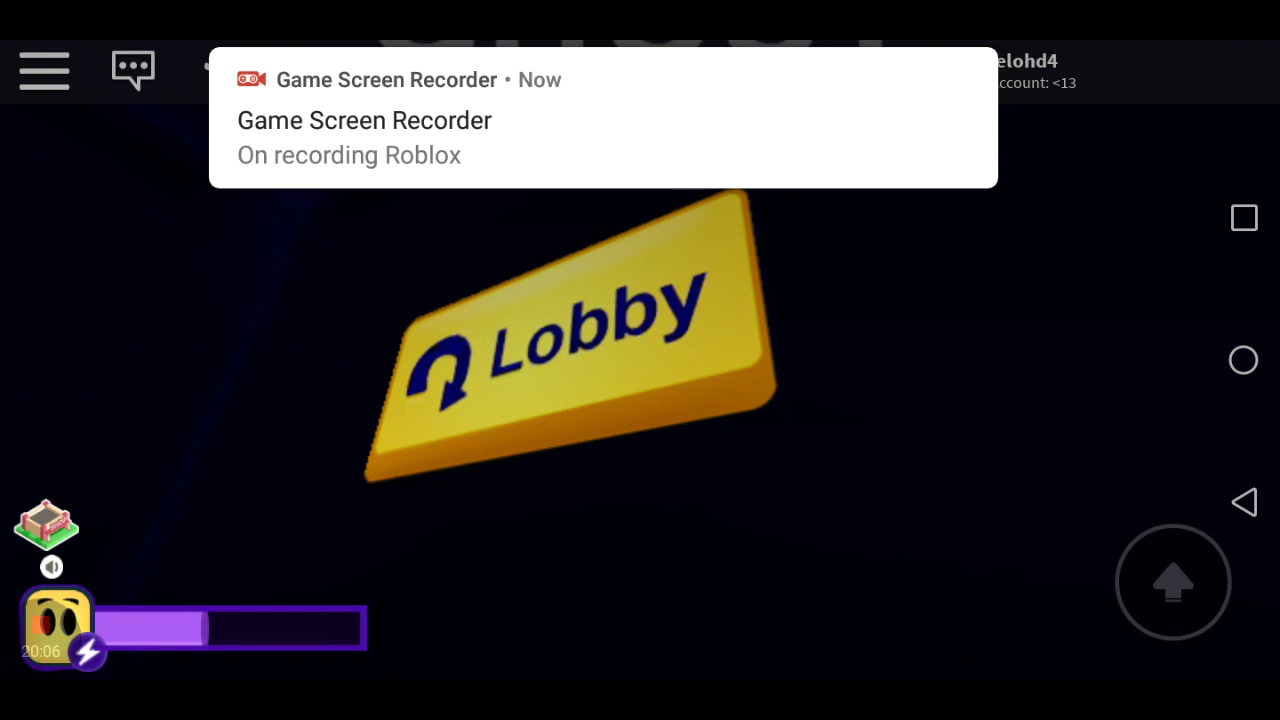 Game Screen Recorder • Now
Game Screen Recorder
On recording Roblox
elohd4
ccount: <13
Lobby
20:06